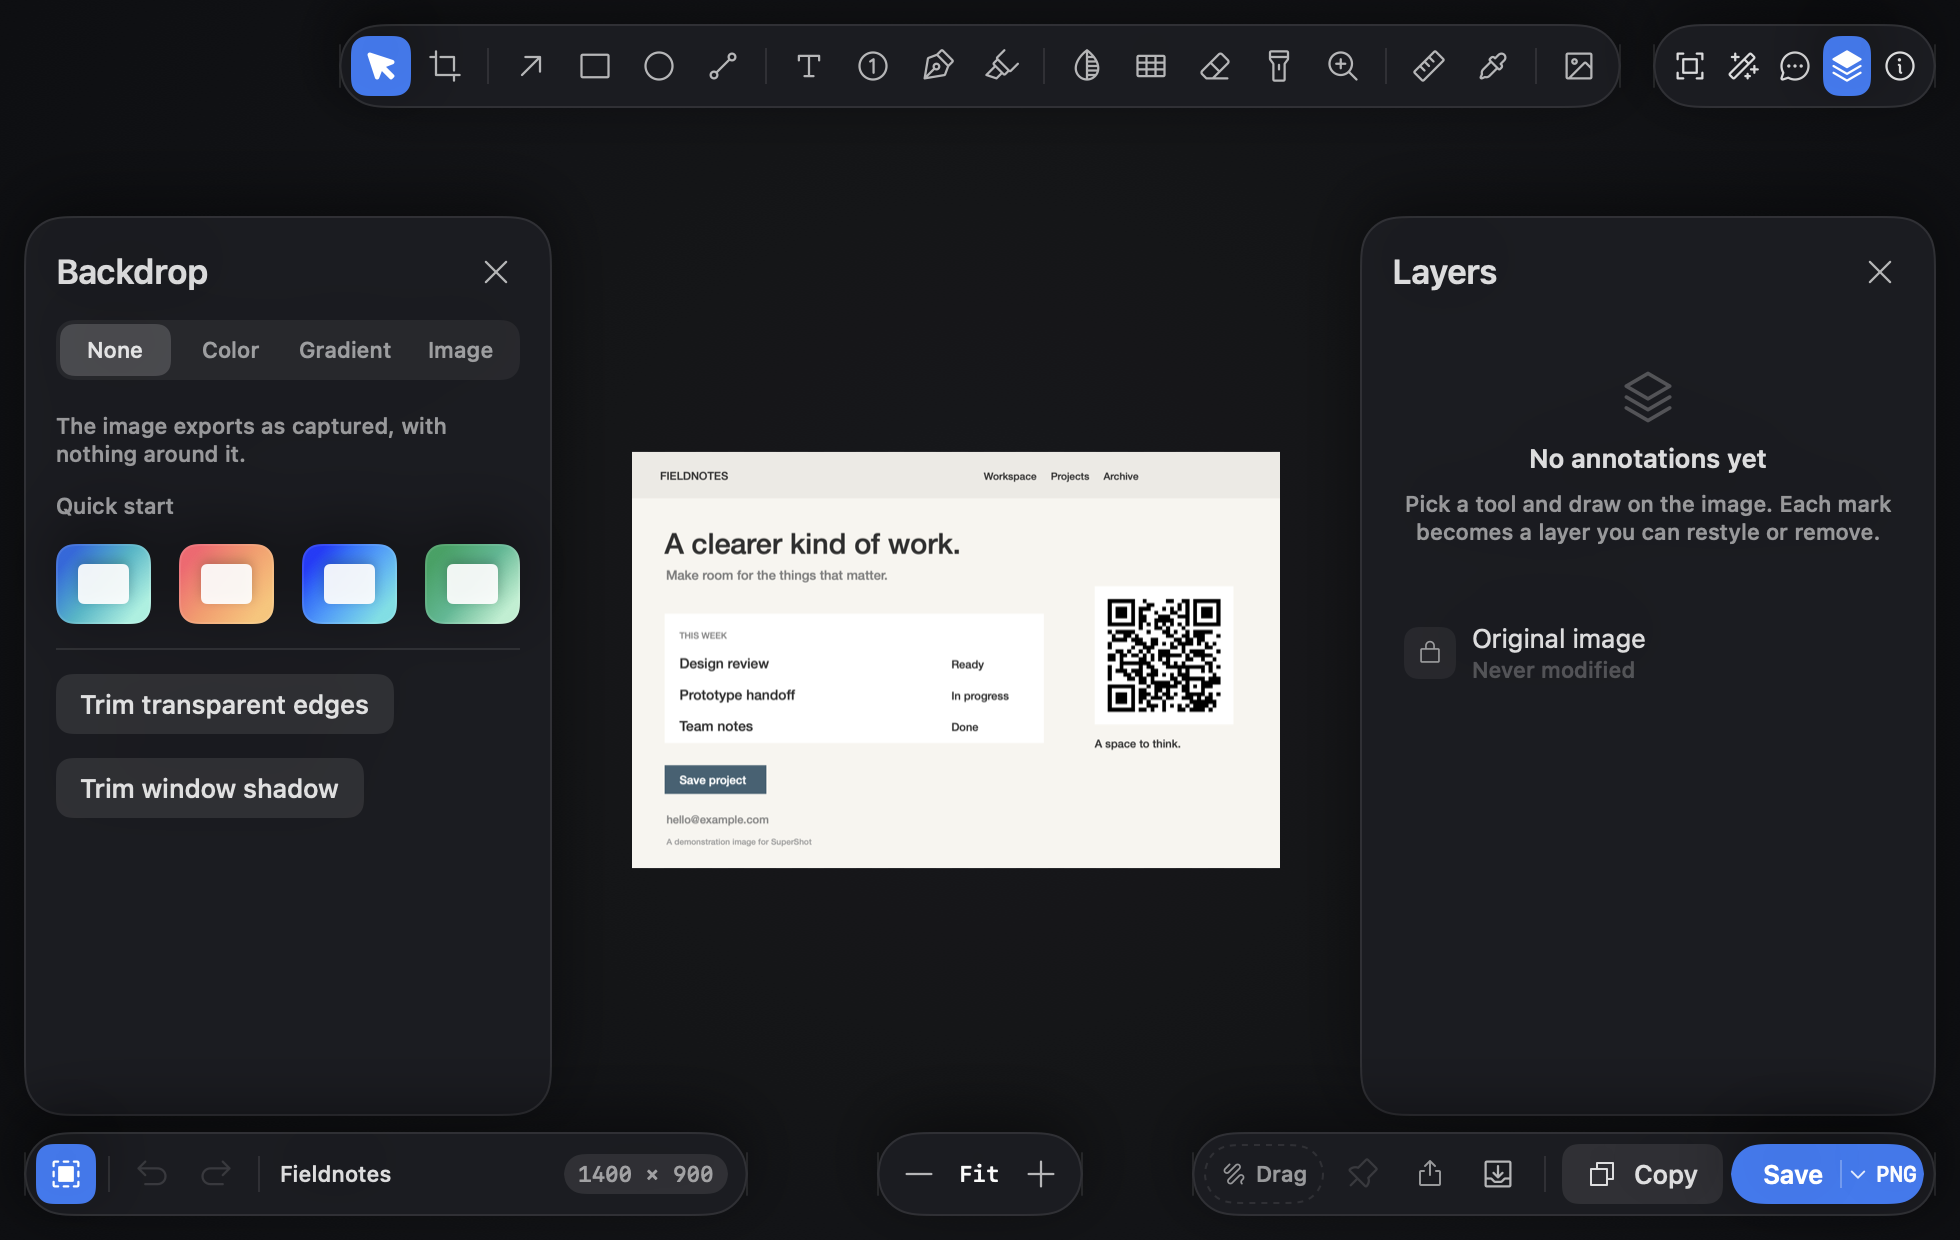 1
Backdrop
None Color Gradient Image
The image exports as captured, with
nothing around it.
Quick start
Trim transparent edges
Trim window shadow
FIELDNOTES
Workspace Projects Archive
A clearer kind of work.
Make room for the things that matter.
THIS WEEK
Design review Ready
Prototype handoff In progress
Team notes Done
A space to think.
Save project
hello@example.com
A demonstration image for SuperShot
Layers
No annotations yet
Pick a tool and draw on the image. Each mark
becomes a layer you can restyle or remove.
Original image
Never modified
Fieldnotes 1400 × 900
Fit
Drag Copy Save PNG